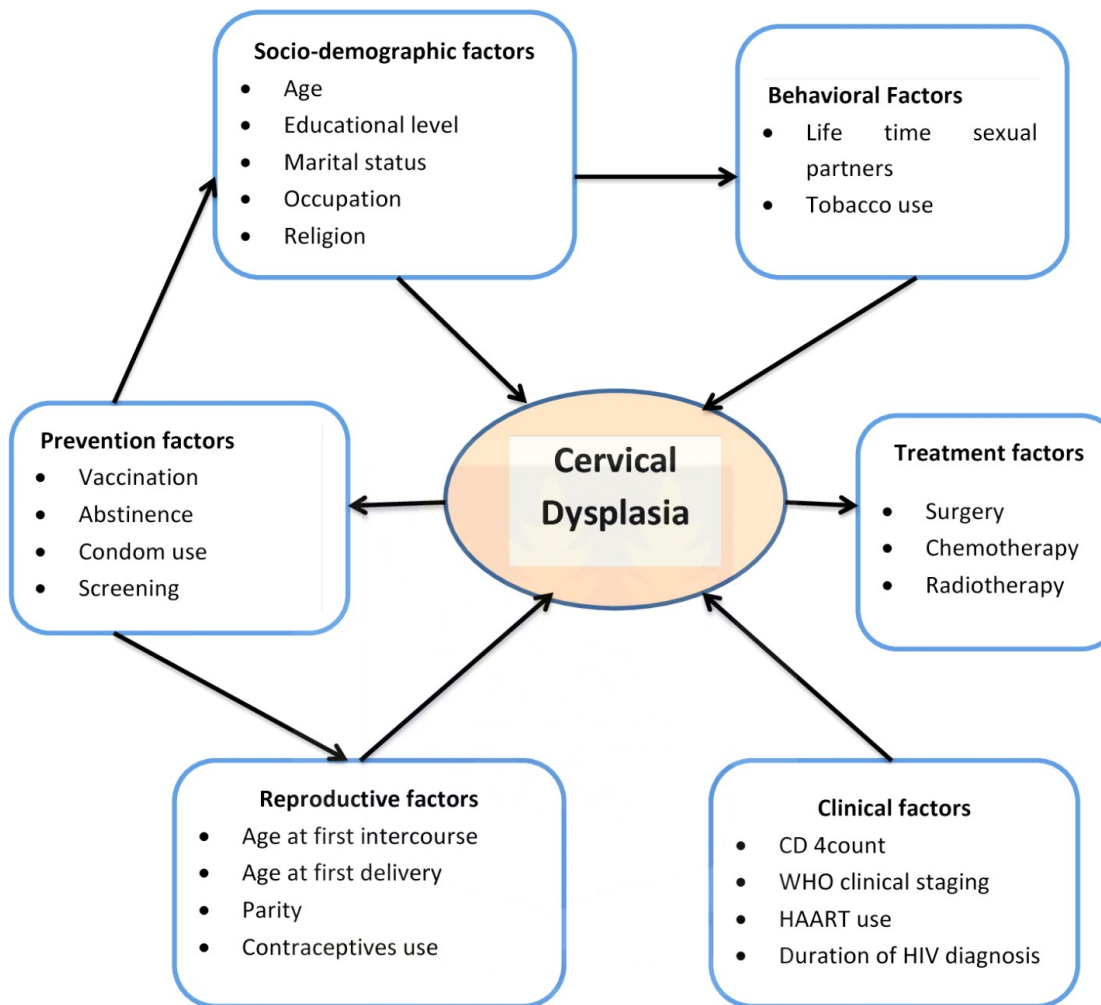 Socio-demographic factors
• Age
• Educational level
• Marital status
• Occupation
• Religion
Behavioral Factors
• Life time sexual
partners
• Tobacco use
Prevention factors
• Vaccination
• Abstinence
• Condom use
• Screening
Cervical
Dysplasia
Treatment factors
• Surgery
• Chemotherapy
• Radiotherapy
Reproductive factors
• Age at first intercourse
• Age at first delivery
• Parity
• Contraceptives use
Clinical factors
• CD 4count
• WHO clinical staging
• HAART use
• Duration of HIV diagnosis